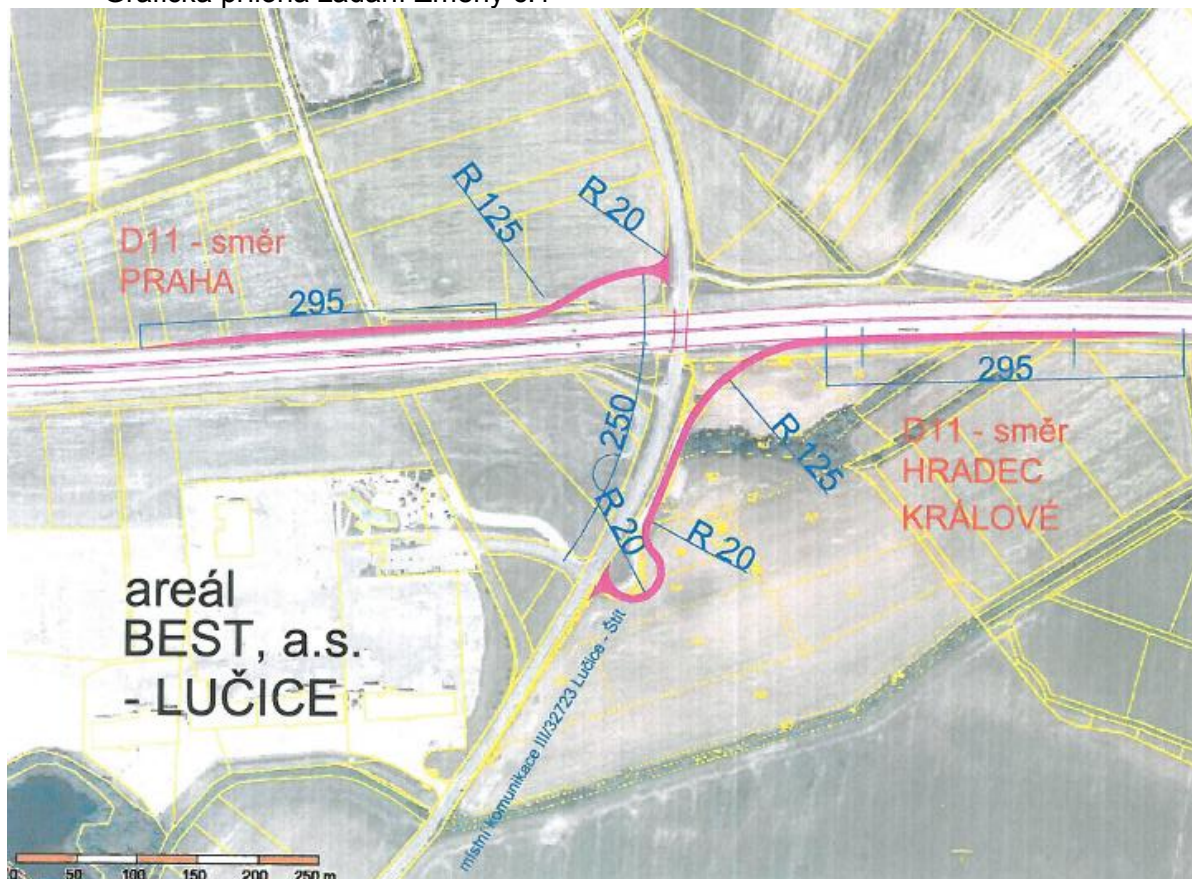 R 125
R 20
D11 - směr
PRAHA
295
295
250
R 125
D11 - směr
HRADEC
KRÁLOVÉ
R 20
R 20
areál
BEST, a.s.
- LUČICE
místní komunikace III/32723 Lučice - Štít
0 50 100 150 200 250 m